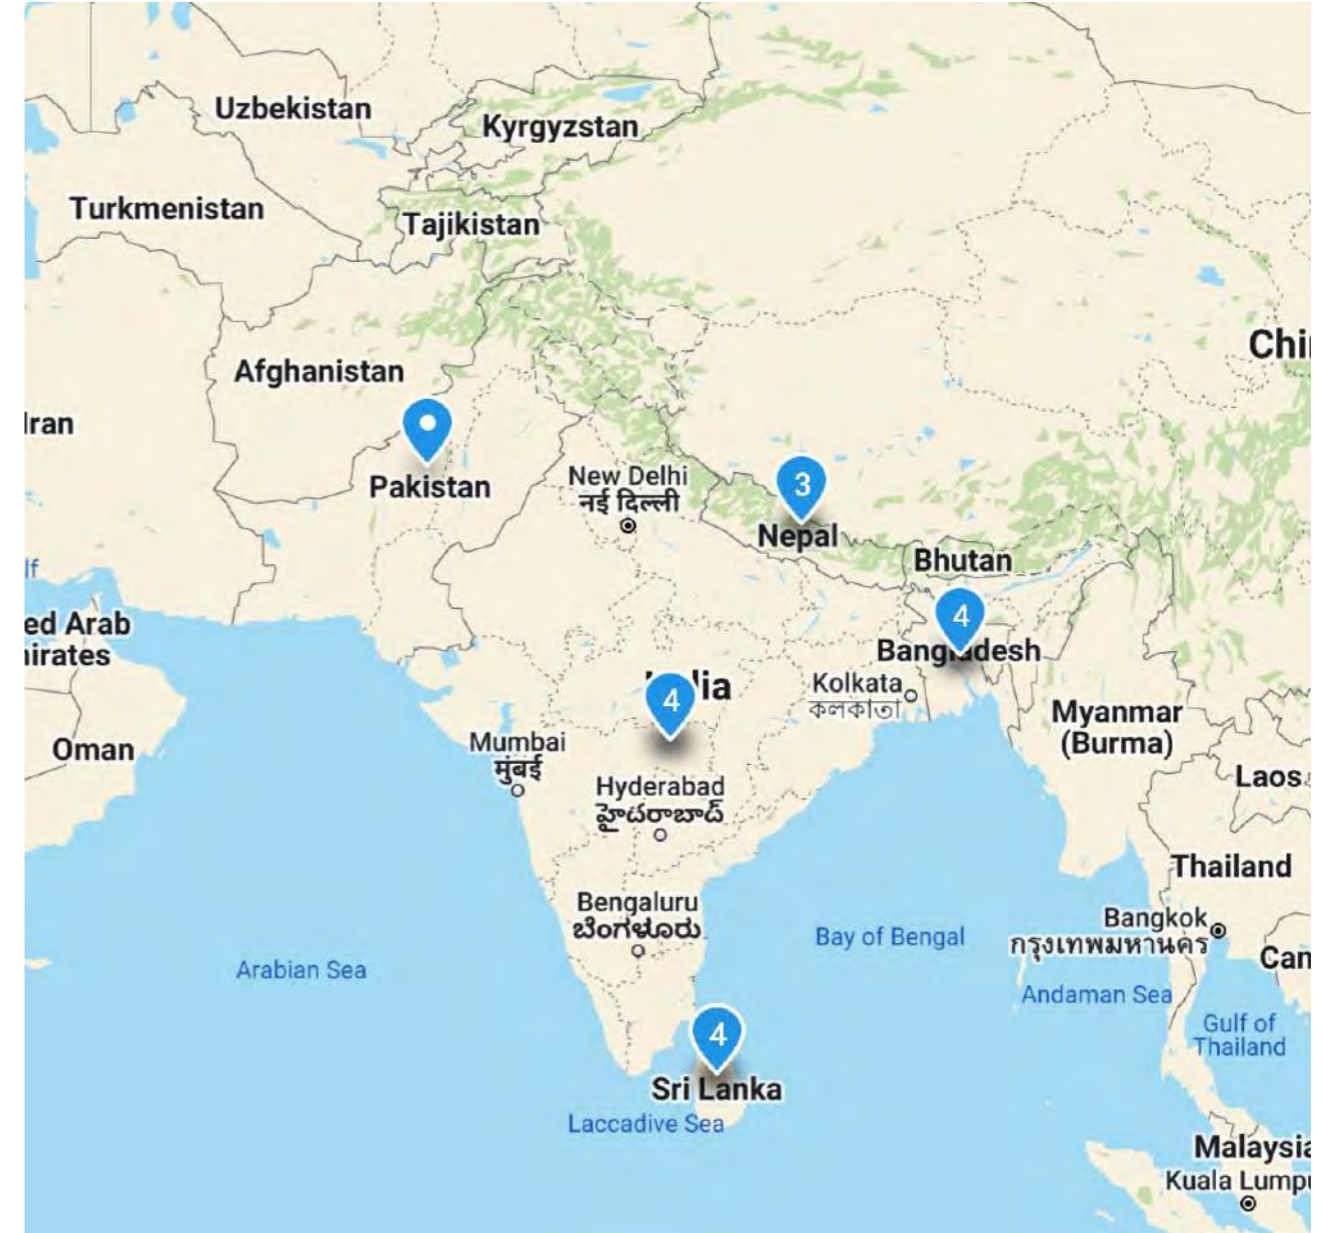 Uzbekistan
Kyrgyzstan
Turkmenistan
Tajikistan
Chi
Afghanistan
Iran
Pakistan
New Delhi
नई दिल्ली
3
Nepal
Bhutan
lf
4
ed Arab
irates
Bangladesh
4
India
Kolkata
কলকাতা
Myanmar
(Burma)
Oman
Mumbai
मुंबई
Hyderabad
హైదరాబాద్
Laos
Thailand
Bengaluru
ಬೆಂಗಳೂರು
Bay of Bengal
Bangkok
กรุงเทพมหานคร
Can
Arabian Sea
Andaman Sea
Gulf of
Thailand
4
Sri Lanka
Laccadive Sea
Malaysia
Kuala Lump